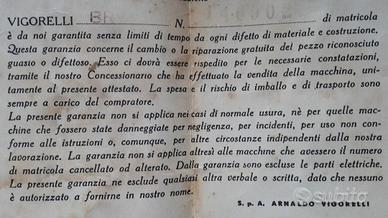 VIGORELLI BR N. di matricola
è da noi garantita senza limiti di tempo da ogni difetto di materiale e costruzione.
Questa garanzia concerne il cambio o la riparazione gratuita del pezzo riconosciuto
guasto o difettoso. Esso ci dovrà essere rispedito per le necessarie constatazioni,
tramite il nostro Concessionario che ha effettuato la vendita della macchina, uni-
tamente al presente attestato. La spesa e il rischio di imballo e di trasporto sono
sempre a carico del compratore.
La presente garanzia non si applica nei casi di normale usura, nè per quelle mac-
chine che fossero state danneggiate per negligenza, per incidenti, per uso non con-
forme alle istruzioni o, comunque, per altre circostanze indipendenti dalla nostra
lavorazione. La garanzia non si applica altresì alle macchine che avessero il numero
di matricola cancellato od alterato. Dalla garanzia sono escluse le parti elettriche.
La presente garanzia ne esclude qualsiasi altra verbale o scritta, dato che nessuno
è autorizzato a fornirne in nostro nome.
S. p. A. ARNALDO VIGORELLI
subito